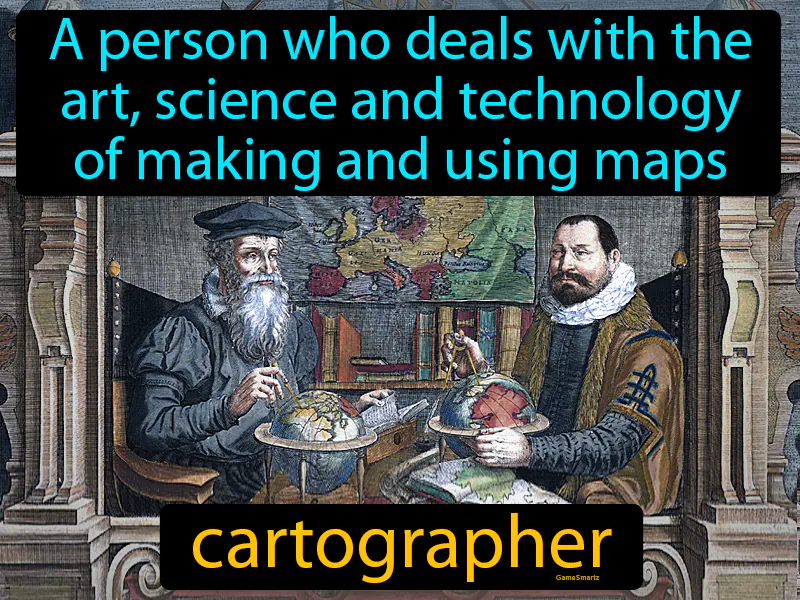 A person who deals with the
art, science and technology
of making and using maps
cartographer
GameSmartz